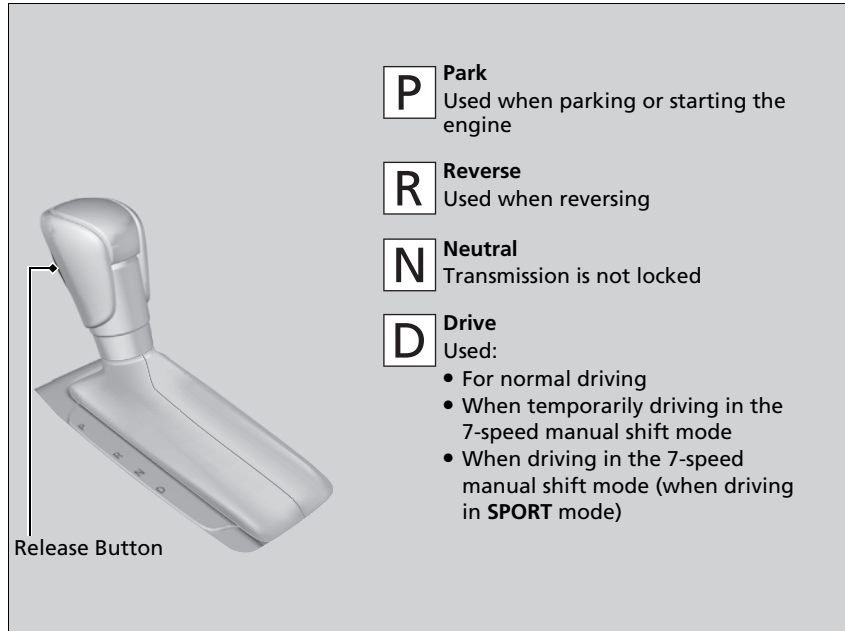 P
Park
Used when parking or starting the
engine
R
Reverse
Used when reversing
N
Neutral
Transmission is not locked
D
Drive
Used:
• For normal driving
• When temporarily driving in the
7-speed manual shift mode
• When driving in the 7-speed
manual shift mode (when driving
in SPORT mode)
P
R
N
D
Release Button